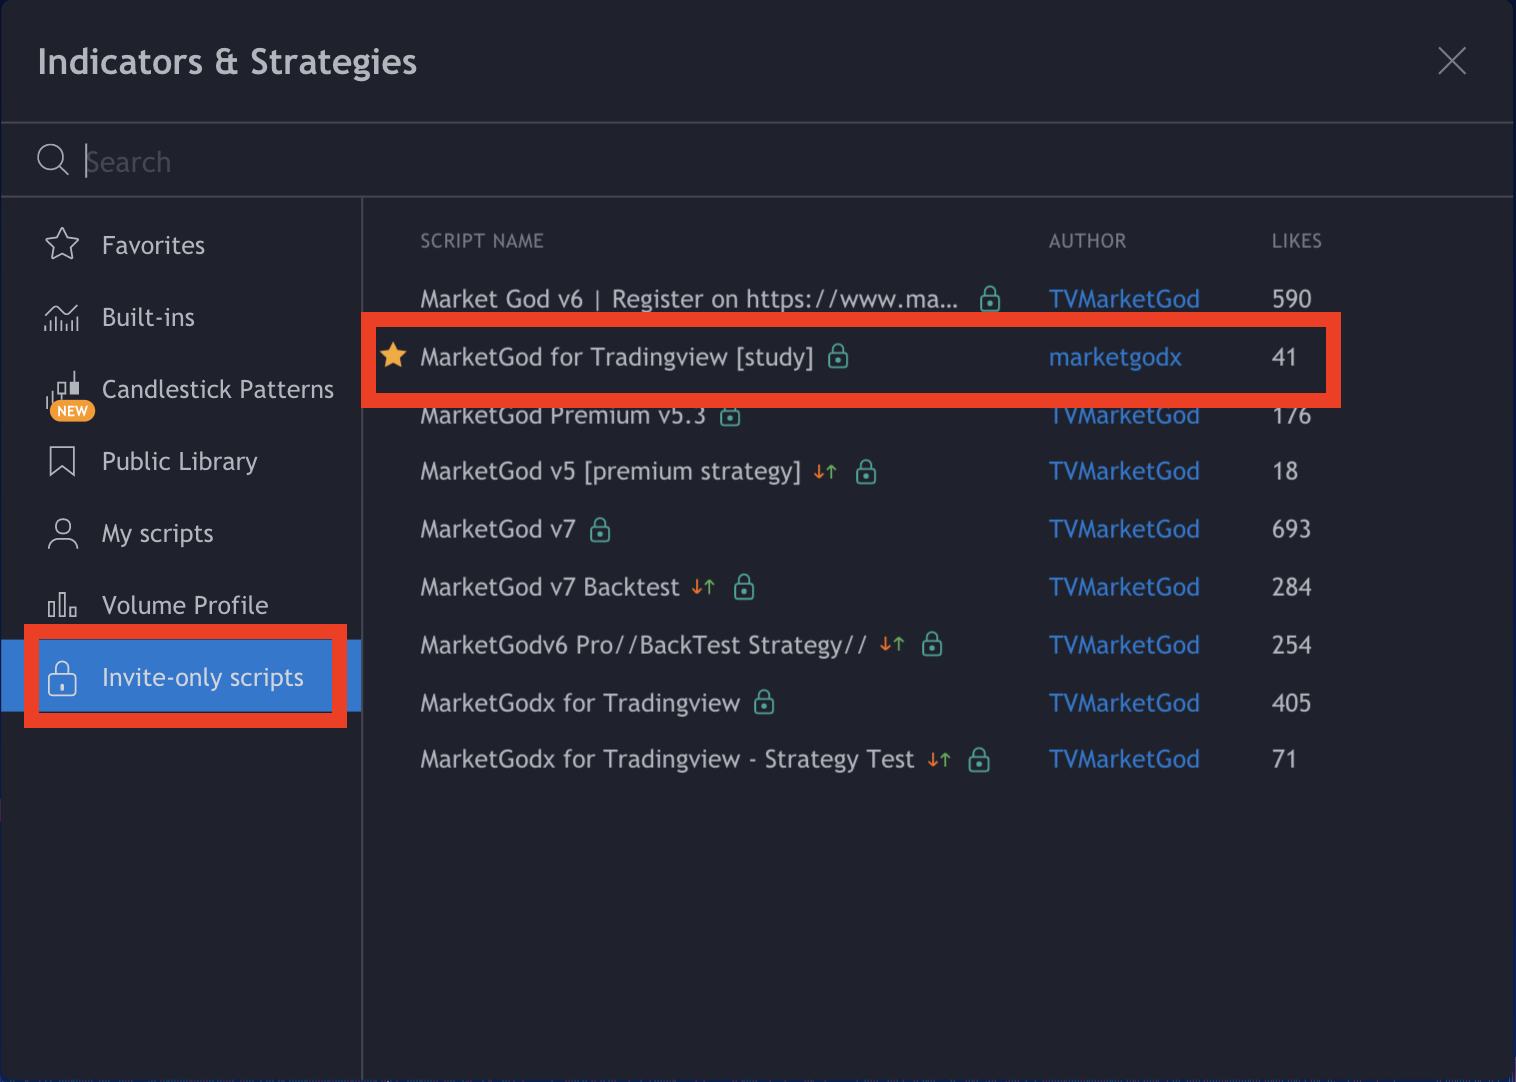 Indicators & Strategies
Search
Favorites
Built-ins
Candlestick Patterns
NEW
Public Library
My scripts
Volume Profile
Invite-only scripts
SCRIPT NAME AUTHOR LIKES
Market God v6 | Register on https://www.ma... TVMarketGod 590
MarketGod for Tradingview [study] marketgodx 41
MarketGod Premium v5.3 TVMarketGod 176
MarketGod v5 [premium strategy] TVMarketGod 18
MarketGod v7 TVMarketGod 693
MarketGod v7 Backtest TVMarketGod 284
MarketGodv6 Pro//BackTest Strategy// TVMarketGod 254
MarketGodx for Tradingview TVMarketGod 405
MarketGodx for Tradingview - Strategy Test TVMarketGod 71